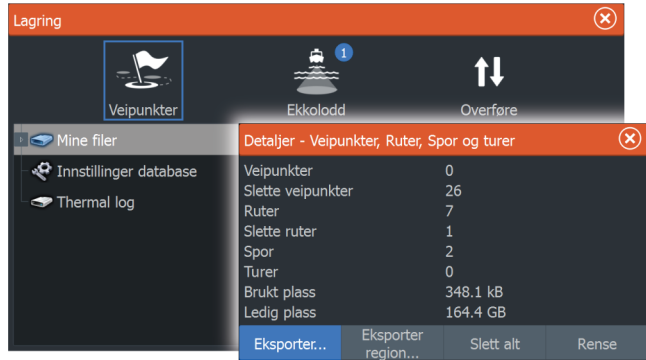 Lagring
1
Veipunkter
Ekkolodd
Overføre
Mine filer
Innstillinger database
Thermal log
Detaljer - Veipunkter, Ruter, Spor og turer
Veipunkter 0
Slette veipunkter 26
Ruter 7
Slette ruter 1
Spor 2
Turer 0
Brukt plass 348.1 kB
Ledig plass 164.4 GB
Eksporter...
Eksporter
region...
Slett alt
Rense